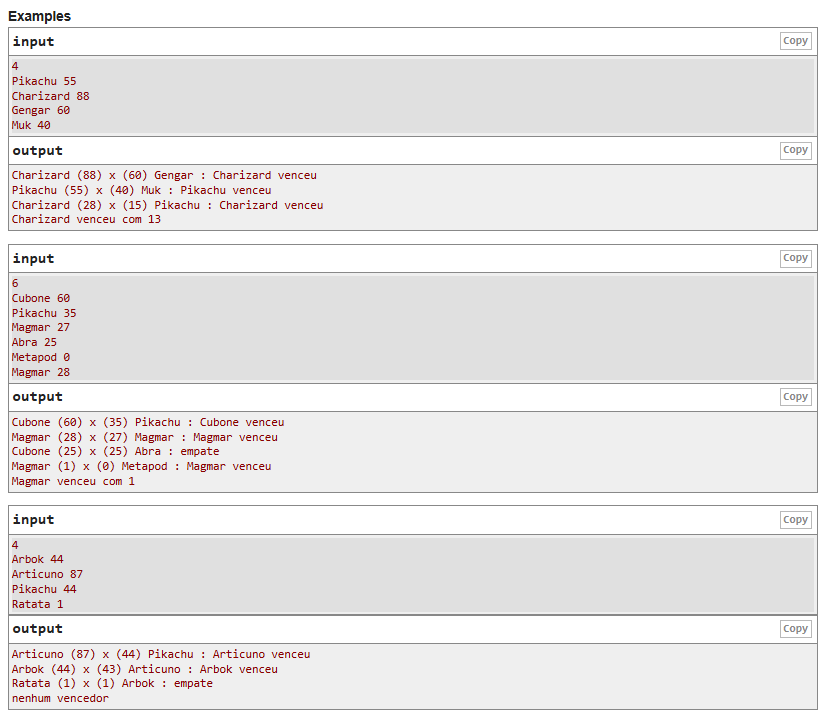 Examples
input
Copy
4
Pikachu 55
Charizard 88
Gengar 60
Muk 40
output
Copy
Charizard (88) x (60) Gengar : Charizard venceu
Pikachu (55) x (40) Muk : Pikachu venceu
Charizard (28) x (15) Pikachu : Charizard venceu
Charizard venceu com 13
input
Copy
6
Cubone 60
Pikachu 35
Magmar 27
Abra 25
Metapod 0
Magmar 28
output
Copy
Cubone (60) x (35) Pikachu : Cubone venceu
Magmar (28) x (27) Magmar : Magmar venceu
Cubone (25) x (25) Abra : empate
Magmar (1) x (0) Metapod : Magmar venceu
Magmar venceu com 1
input
Copy
4
Arbok 44
Articuno 87
Pikachu 44
Ratata 1
output
Copy
Articuno (87) x (44) Pikachu : Articuno venceu
Arbok (44) x (43) Articuno : Arbok venceu
Ratata (1) x (1) Arbok : empate
nenhum vencedor